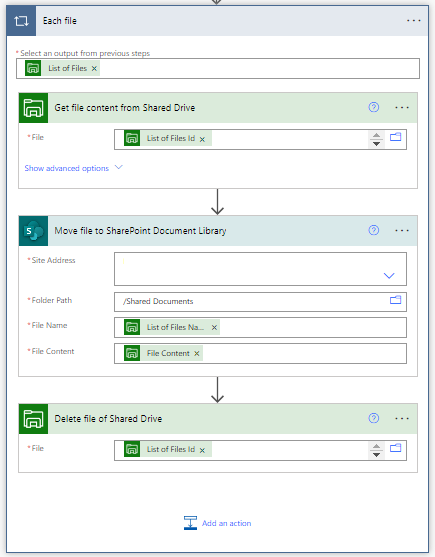 Each file
* Select an output from previous steps
List of Files ×
Get file content from Shared Drive
* File
List of Files Id ×
Show advanced options
S
Move file to SharePoint Document Library
* Site Address
* Folder Path
/Shared Documents
* File Name
List of Files Na... ×
* File Content
File Content ×
Delete file of Shared Drive
* File
List of Files Id ×
Add an action